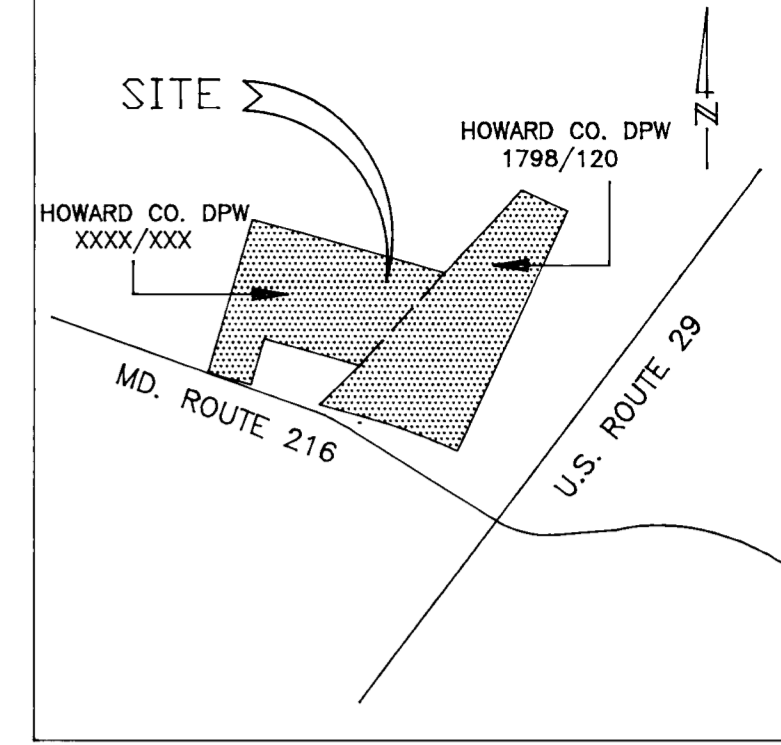 SITE
N
HOWARD CO. DPW
1798/120
HOWARD CO. DPW
XXXX/XXX
MD. ROUTE 216
U.S. ROUTE 29